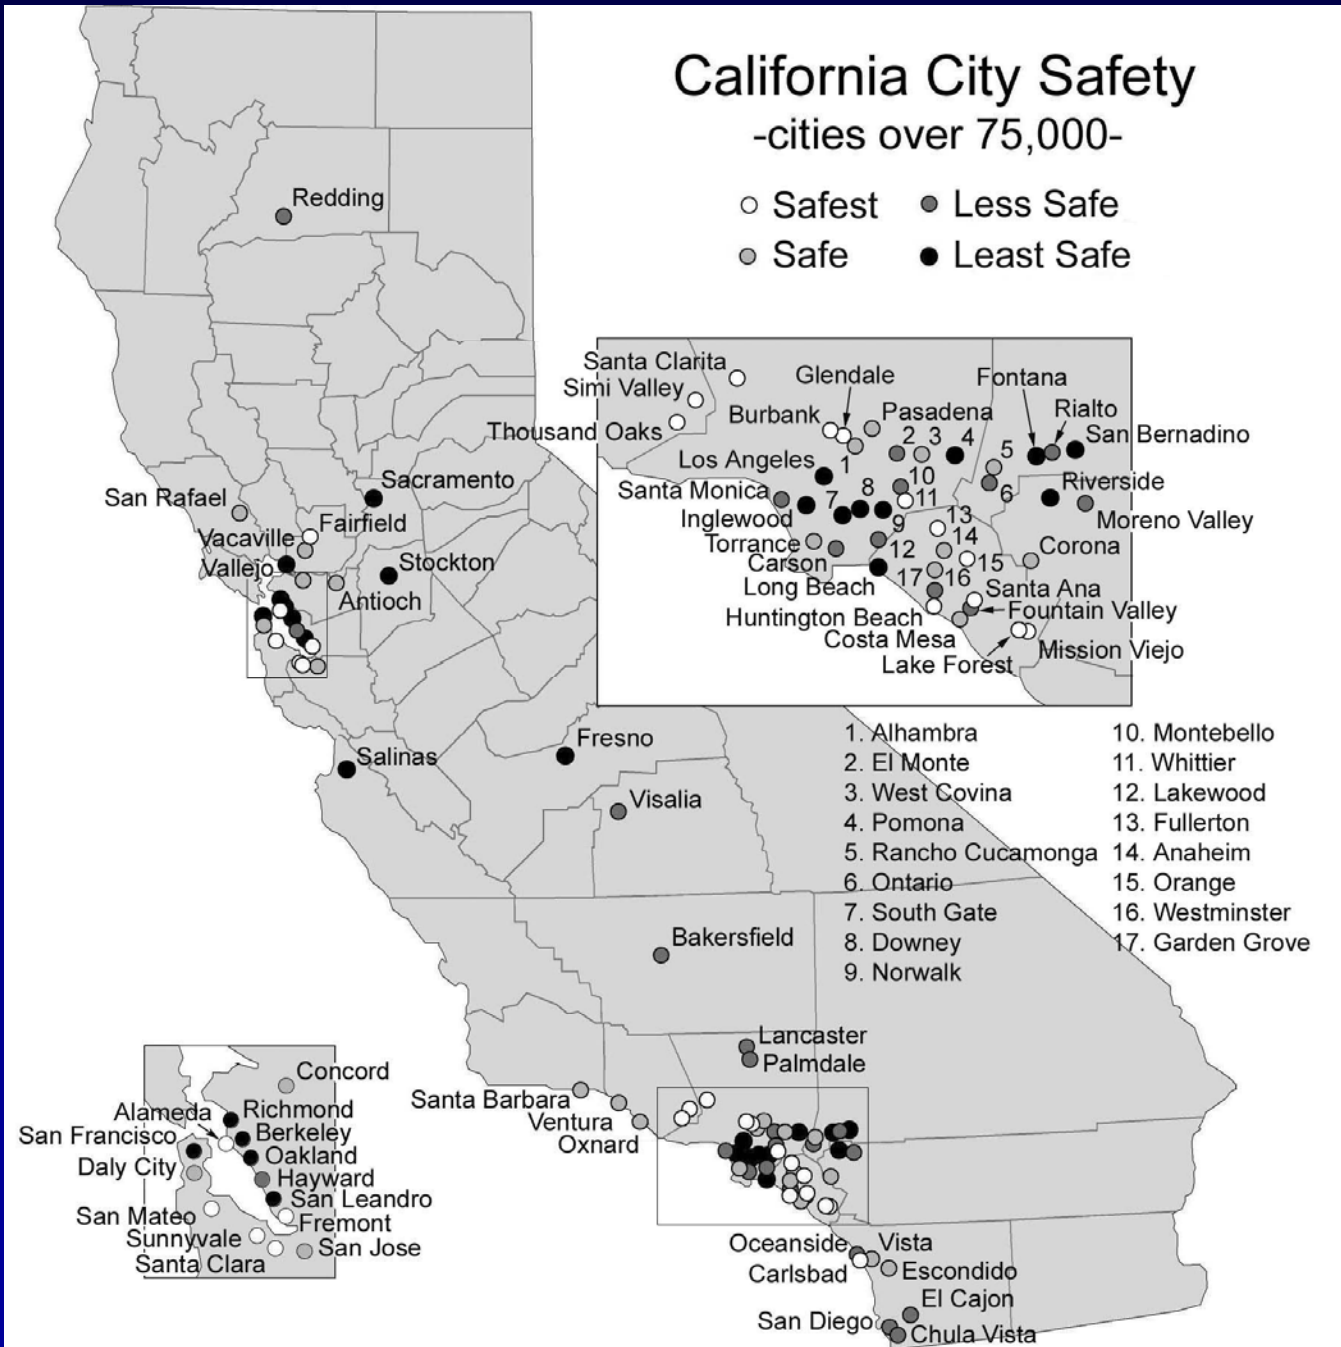 California City Safety
-cities over 75,000-
Safest
Less Safe
Safe
Least Safe
Redding
Sacramento
San Rafael
Fairfield
Vacaville
Vallejo
Stockton
Antioch
Salinas
Fresno
Visalia
Bakersfield
Lancaster
Palmdale
Santa Barbara
Ventura
Oxnard
Oceanside
Vista
Carlsbad
Escondido
El Cajon
San Diego
Chula Vista
Santa Clarita
Simi Valley
Thousand Oaks
Glendale
Burbank
Pasadena
Fontana
Rialto
San Bernadino
2
3
4
5
1
10
6
Los Angeles
Santa Monica
7
8
11
Riverside
Inglewood
9
13
Moreno Valley
Torrance
12
14
Corona
Carson
15
Long Beach
17
16
Santa Ana
Huntington Beach
Fountain Valley
Costa Mesa
Lake Forest
Mission Viejo
1. Alhambra
2. El Monte
3. West Covina
4. Pomona
5. Rancho Cucamonga
6. Ontario
7. South Gate
8. Downey
9. Norwalk
10. Montebello
11. Whittier
12. Lakewood
13. Fullerton
14. Anaheim
15. Orange
16. Westminster
17. Garden Grove
Concord
Alameda
Richmond
San Francisco
Berkeley
Oakland
Daly City
Hayward
San Leandro
San Mateo
Fremont
Sunnyvale
San Jose
Santa Clara